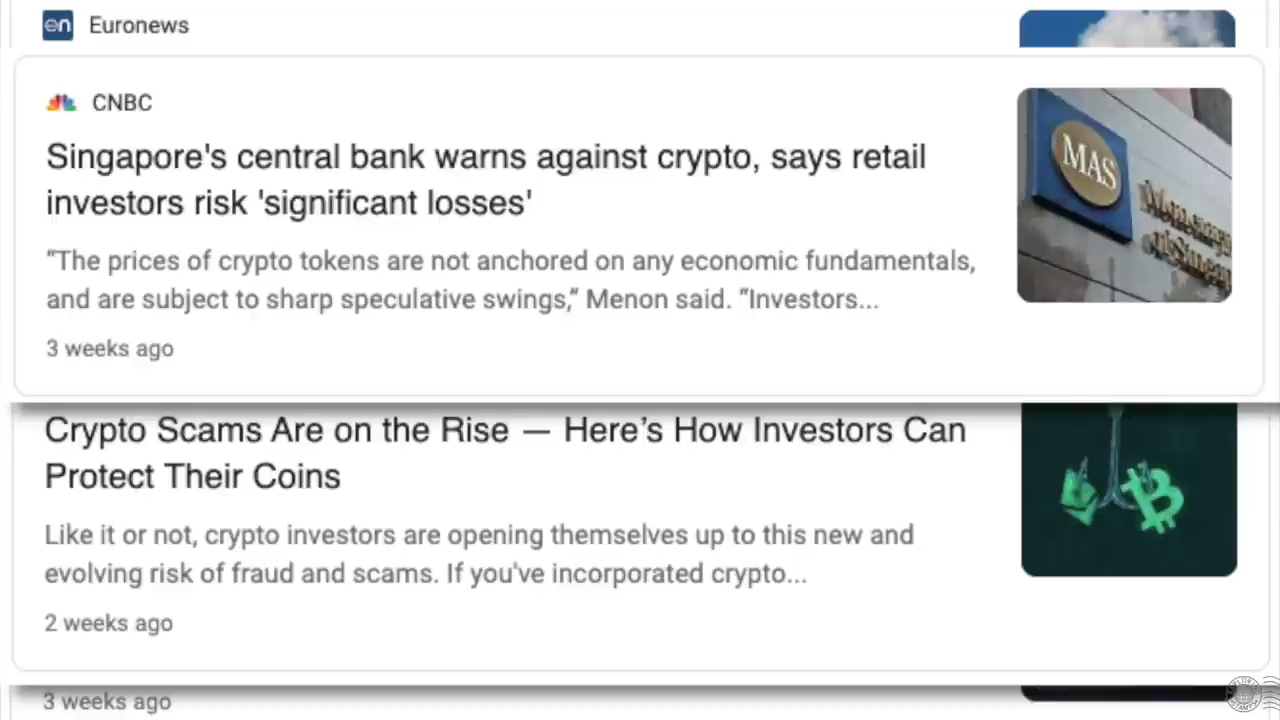 en Euronews
CNBC
Singapore's central bank warns against crypto, says retail
investors risk 'significant losses'
“The prices of crypto tokens are not anchored on any economic fundamentals,
and are subject to sharp speculative swings,” Menon said. “Investors...
3 weeks ago
MAS
Crypto Scams Are on the Rise — Here’s How Investors Can
Protect Their Coins
Like it or not, crypto investors are opening themselves up to this new and
evolving risk of fraud and scams. If you've incorporated crypto...
2 weeks ago
3 weeks ago